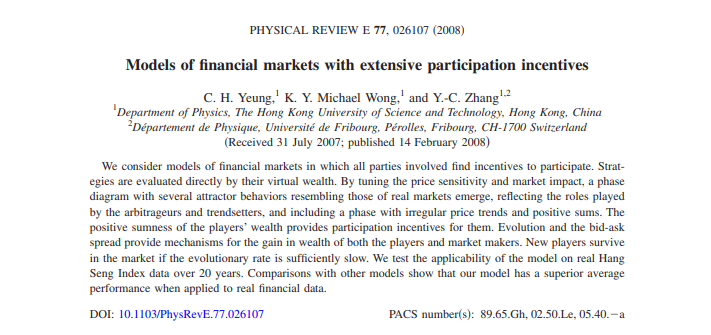 PHYSICAL REVIEW E 77, 026107 (2008)
Models of financial markets with extensive participation incentives
C. H. Yeung,1 K. Y. Michael Wong,1 and Y.-C. Zhang1,2
1Department of Physics, The Hong Kong University of Science and Technology, Hong Kong, China
2Département de Physique, Université de Fribourg, Pérolles, Fribourg, CH-1700 Switzerland
(Received 31 July 2007; published 14 February 2008)
We consider models of financial markets in which all parties involved find incentives to participate. Strat-
egies are evaluated directly by their virtual wealth. By tuning the price sensitivity and market impact, a phase
diagram with several attractor behaviors resembling those of real markets emerge, reflecting the roles played
by the arbitrageurs and trendsetters, and including a phase with irregular price trends and positive sums. The
positive sumness of the players' wealth provides participation incentives for them. Evolution and the bid-ask
spread provide mechanisms for the gain in wealth of both the players and market makers. New players survive
in the market if the evolutionary rate is sufficiently slow. We test the applicability of the model on real Hang
Seng Index data over 20 years. Comparisons with other models show that our model has a superior average
performance when applied to real financial data.
DOI: 10.1103/PhysRevE.77.026107 PACS number(s): 89.65.Gh, 02.50.Le, 05.40.−a